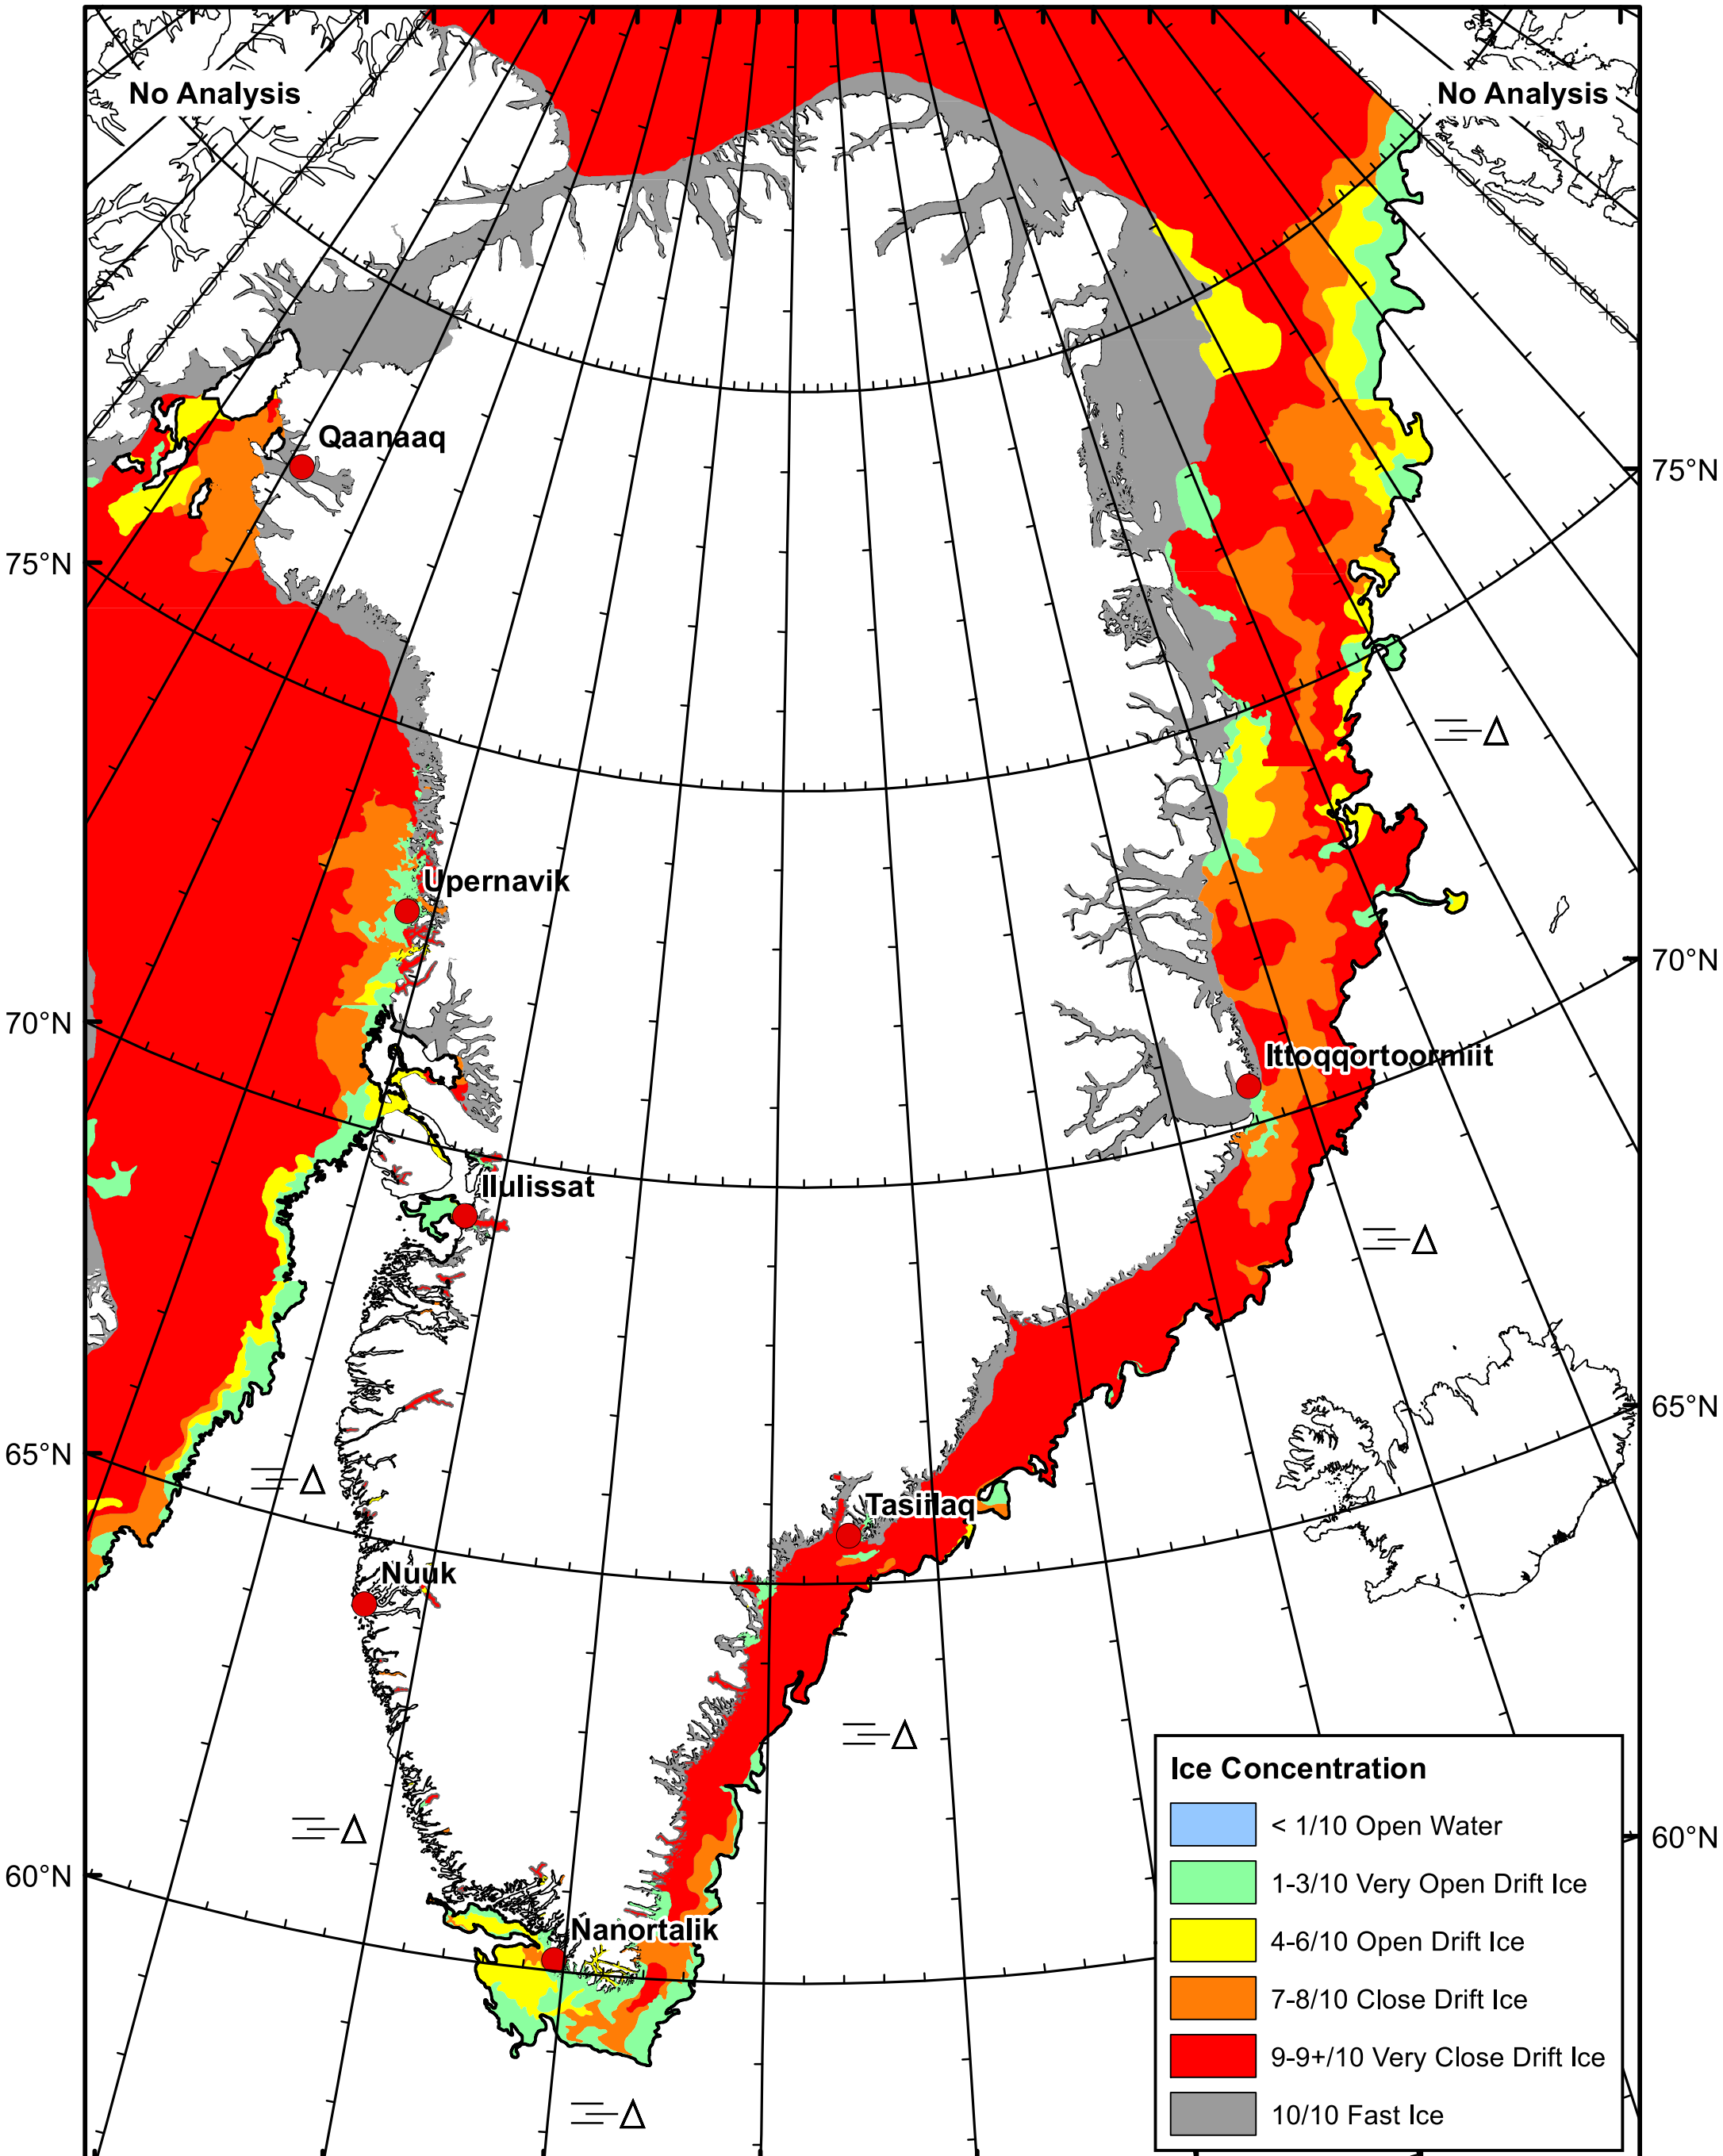 No Analysis
No Analysis
Qaanaaq
75°N
75°N
Upernavik
70°N
70°N
Ittoqqortoormiit
Ilulissat
65°N
65°N
Tasiilaq
Nuuk
60°N
60°N
Nanortalik
Ice Concentration
< 1/10 Open Water
1-3/10 Very Open Drift Ice
4-6/10 Open Drift Ice
7-8/10 Close Drift Ice
9-9+/10 Very Close Drift Ice
10/10 Fast Ice